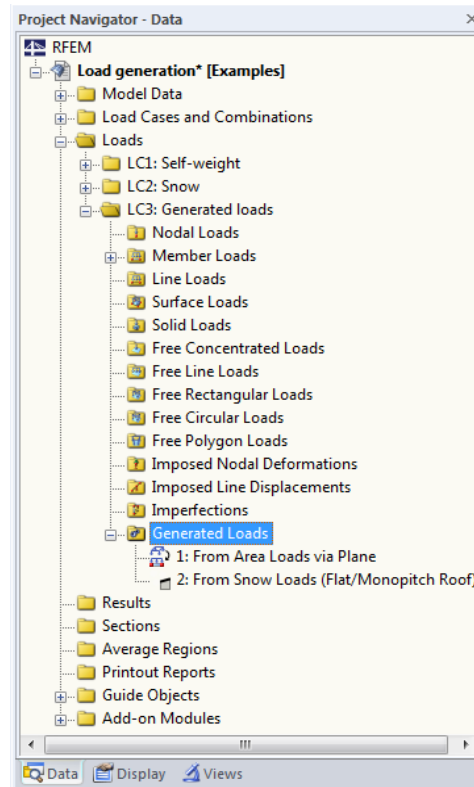 Project Navigator - Data
RFEM
Load generation* [Examples]
Model Data
Load Cases and Combinations
Loads
LC1: Self-weight
LC2: Snow
LC3: Generated loads
Nodal Loads
Member Loads
Line Loads
Surface Loads
Solid Loads
Free Concentrated Loads
Free Line Loads
Free Rectangular Loads
Free Circular Loads
Free Polygon Loads
Imposed Nodal Deformations
Imposed Line Displacements
Imperfections
Generated Loads
1: From Area Loads via Plane
2: From Snow Loads (Flat/Monopitch Roof)
Results
Sections
Average Regions
Printout Reports
Guide Objects
Add-on Modules
Data Display Views